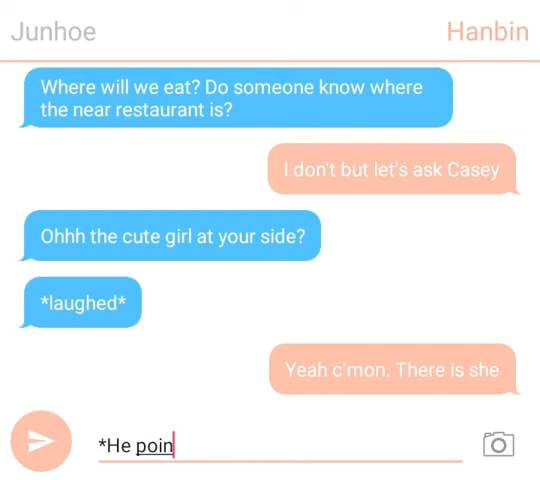 Junhoe Hanbin
Where will we eat? Do someone know where
the near restaurant is?
I don't but let's ask Casey
Ohhh the cute girl at your side?
*laughed*
Yeah c'mon. There is she
*He poin